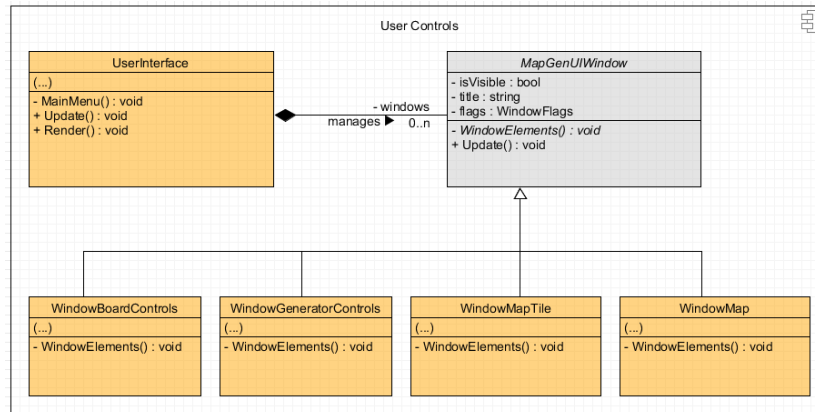 User Controls
UserInterface
(...)
- MainMenu() : void
+ Update() : void
+ Render() : void
- windows
manages
0..n
MapGenUIWindow
- isVisible : bool
- title : string
- flags : WindowFlags
- WindowElements() : void
+ Update() : void
WindowBoardControls
(...)
- WindowElements() : void
WindowGeneratorControls
(...)
- WindowElements() : void
WindowMapTile
(...)
- WindowElements() : void
WindowMap
(...)
- WindowElements() : void